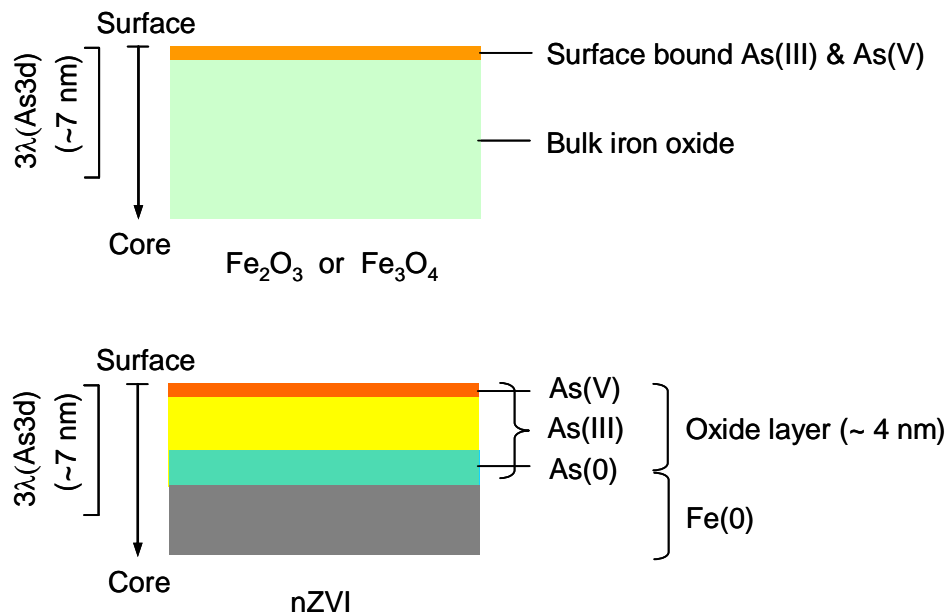 Surface
3λ(As3d)
(~7 nm)
Surface bound As(III) & As(V)
Bulk iron oxide
Core
Fe₂O₃ or Fe₃O₄
Surface
3λ(As3d)
(~7 nm)
As(V)
As(III)
As(0)
Oxide layer (~ 4 nm)
Fe(0)
Core
nZVI